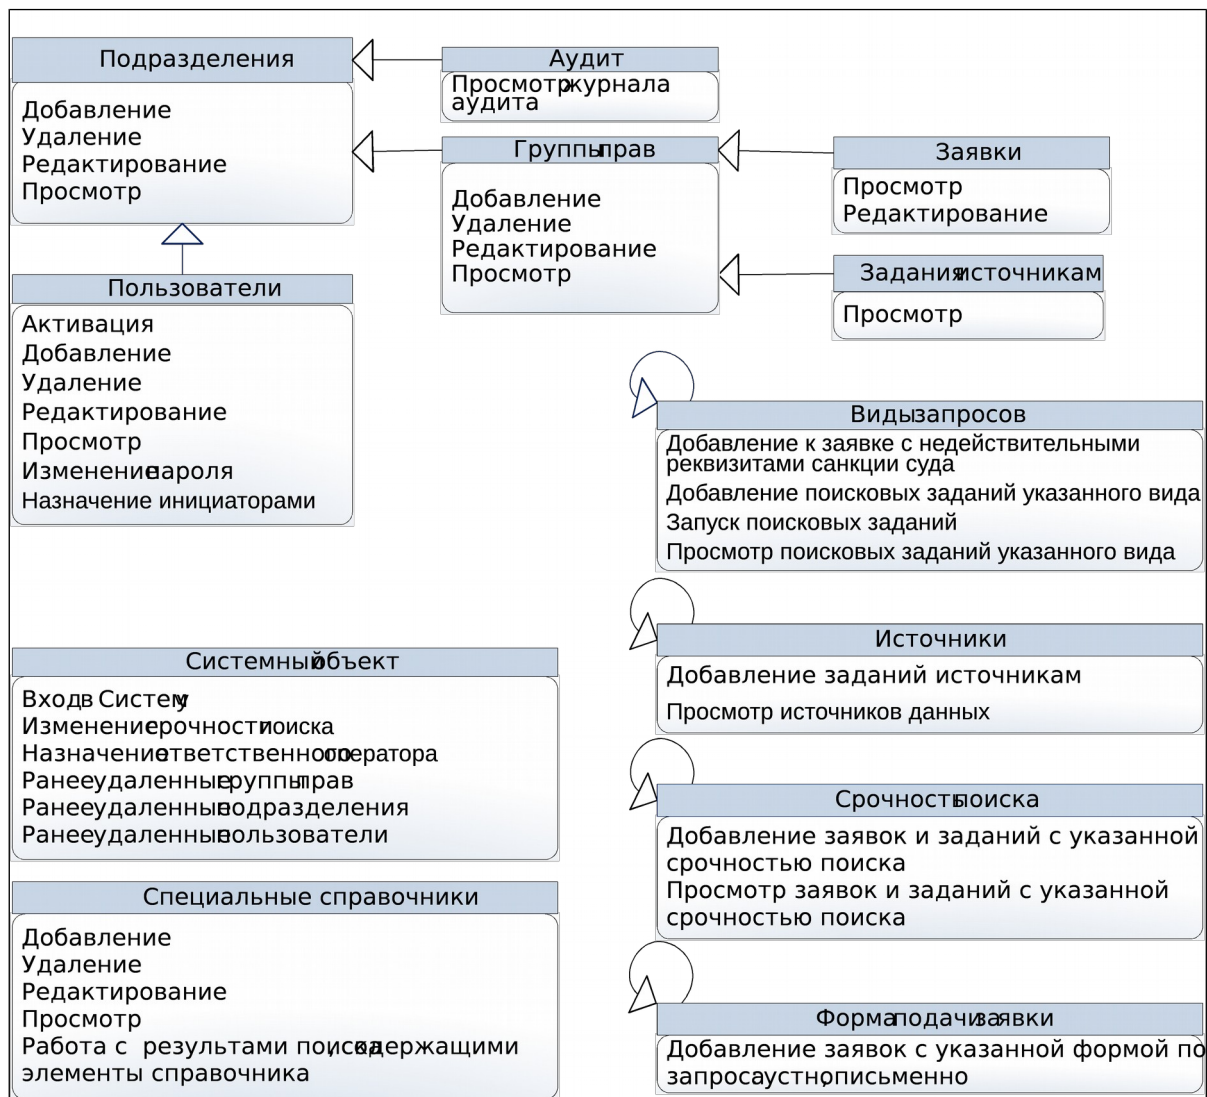 Подразделения
Добавление
Удаление
Редактирование
Просмотр
Аудит
Просмотр журнала
аудита
Группы прав
Добавление
Удаление
Редактирование
Просмотр
Заявки
Просмотр
Редактирование
Задания источникам
Просмотр
Пользователи
Активация
Добавление
Удаление
Редактирование
Просмотр
Изменение пароля
Назначение инициаторами
Виды запросов
Добавление к заявке с недействительными
реквизитами санкции суда
Добавление поисковых заданий указанного вида
Запуск поисковых заданий
Просмотр поисковых заданий указанного вида
Источники
Добавление заданий источникам
Просмотр источников данных
Системный объект
Вход в Систему
Изменение срочности поиска
Назначение ответственного оператора
Ранее удаленные группы прав
Ранее удаленные подразделения
Ранее удаленные пользователи
Срочность поиска
Добавление заявок и заданий с указанной
срочностью поиска
Просмотр заявок и заданий с указанной
срочностью поиска
Специальные справочники
Добавление
Удаление
Редактирование
Просмотр
Работа с результами поиска, содержащими
элементы справочника
Форма подачи заявки
Добавление заявок с указанной формой по
запроса устно, письменно